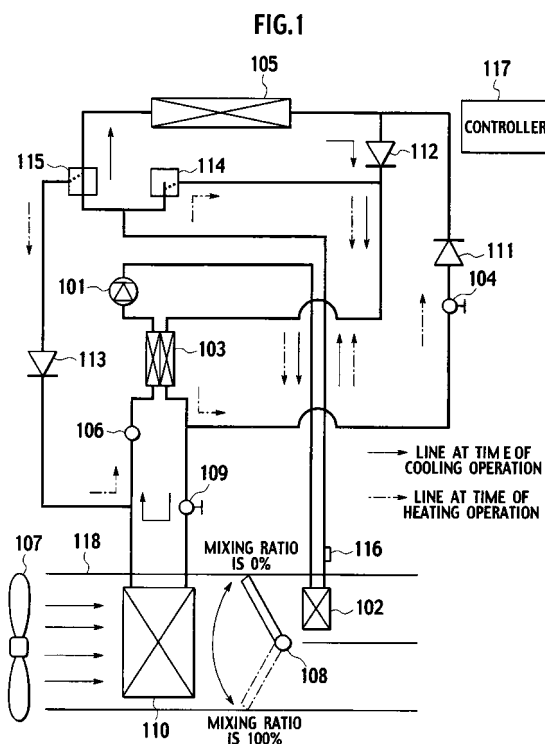 FIG.1
105
117
CONTROLLER
115
114
112
101
111
104
103
113
106
109
LINE AT TIME OF
COOLING OPERATION
LINE AT TIME OF
HEATING OPERATION
107
118
MIXING RATIO
IS 0%
116
102
108
110
MIXING RATIO
IS 100%